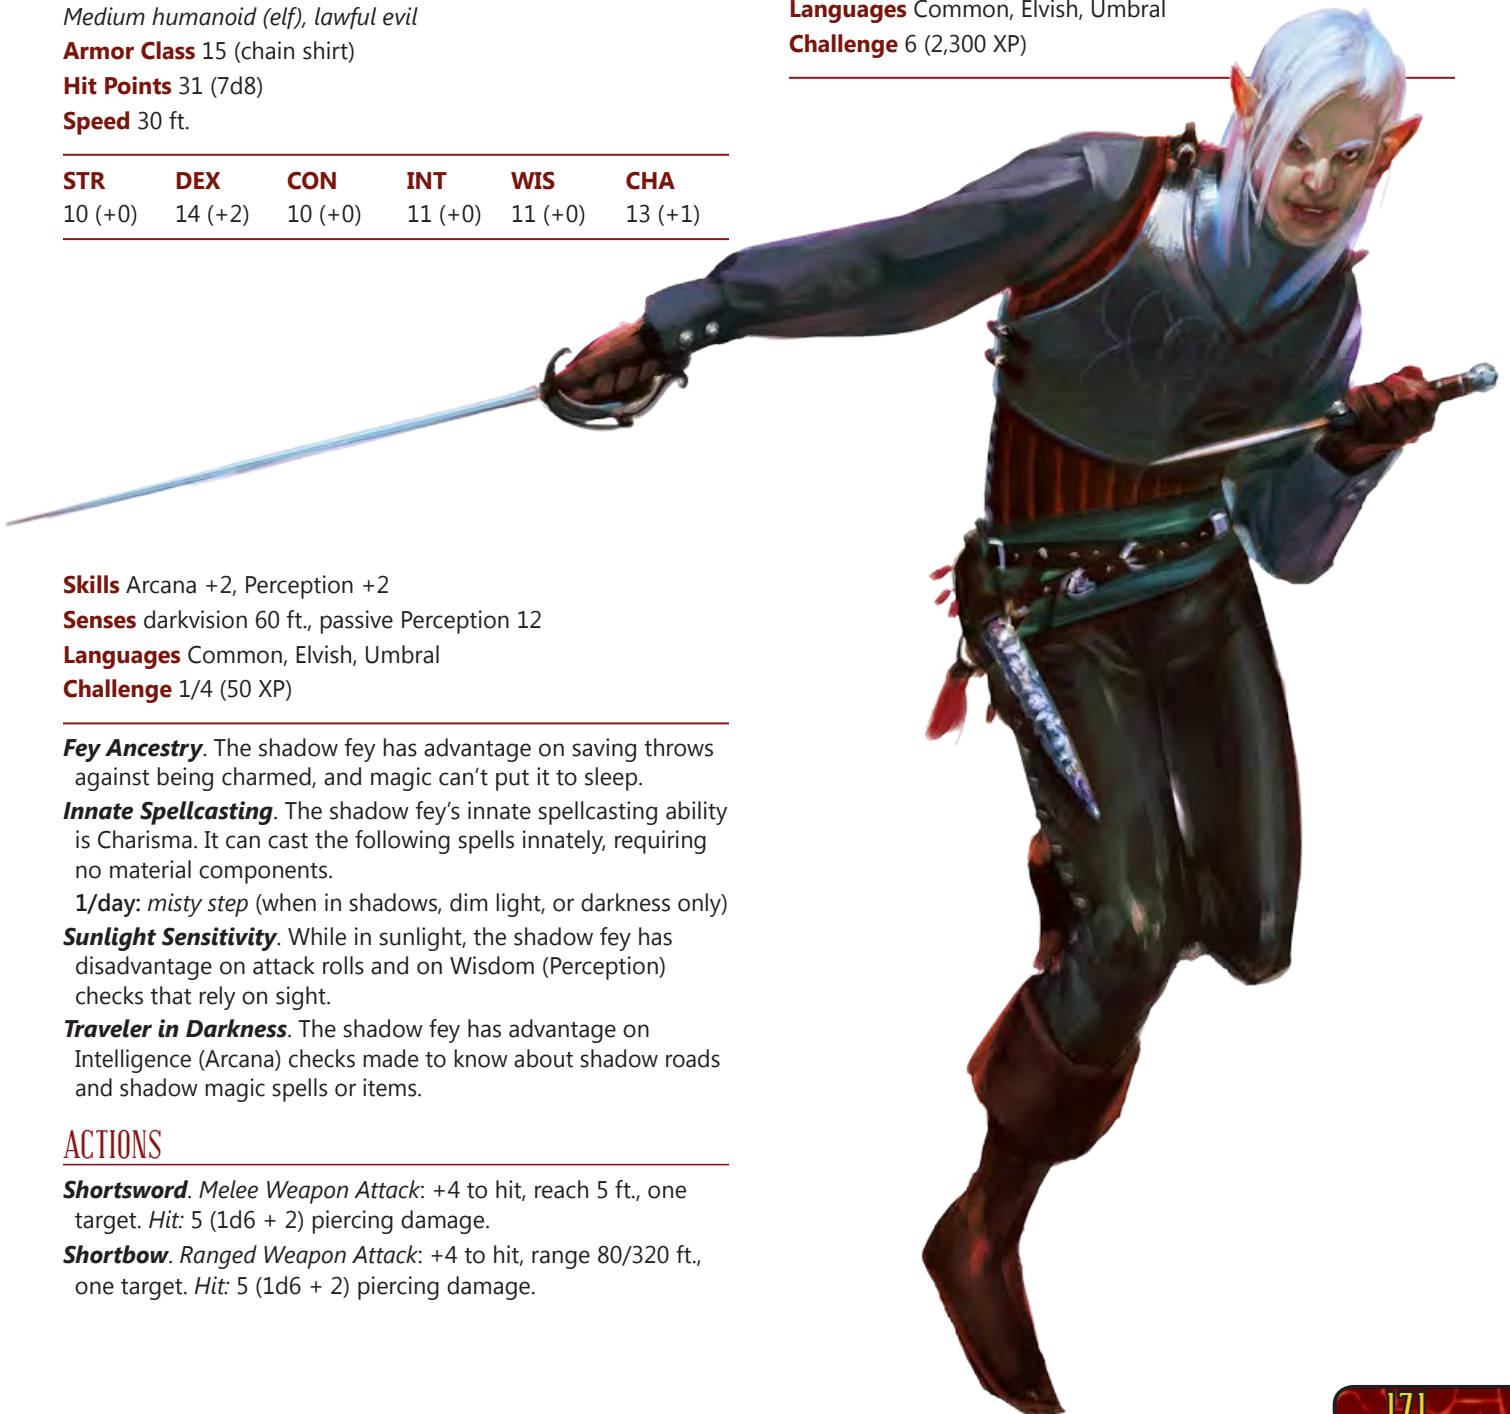 Medium humanoid (elf), lawful evil
Armor Class 15 (chain shirt)
Hit Points 31 (7d8)
Speed 30 ft.
STR DEX CON INT WIS CHA
10 (+0) 14 (+2) 10 (+0) 11 (+0) 11 (+0) 13 (+1)
Skills Arcana +2, Perception +2
Senses darkvision 60 ft., passive Perception 12
Languages Common, Elvish, Umbral
Challenge 1/4 (50 XP)
Fey Ancestry. The shadow fey has advantage on saving throws
against being charmed, and magic can't put it to sleep.
Innate Spellcasting. The shadow fey's innate spellcasting ability
is Charisma. It can cast the following spells innately, requiring
no material components.
1/day: misty step (when in shadows, dim light, or darkness only)
Sunlight Sensitivity. While in sunlight, the shadow fey has
disadvantage on attack rolls and on Wisdom (Perception)
checks that rely on sight.
Traveler in Darkness. The shadow fey has advantage on
Intelligence (Arcana) checks made to know about shadow roads
and shadow magic spells or items.
ACTIONS
Shortsword. Melee Weapon Attack: +4 to hit, reach 5 ft., one
target. Hit: 5 (1d6 + 2) piercing damage.
Shortbow. Ranged Weapon Attack: +4 to hit, range 80/320 ft.,
one target. Hit: 5 (1d6 + 2) piercing damage.
Languages Common, Elvish, Umbral
Challenge 6 (2,300 XP)
171